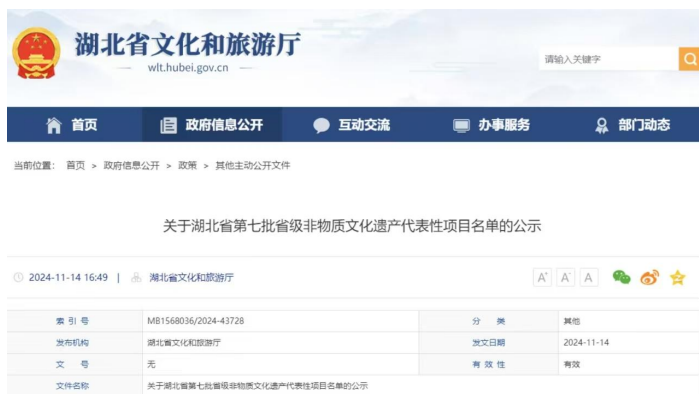 湖北省文化和旅游厅
wlt.hubei.gov.cn
请输入关键字
首页 政府信息公开 互动交流 办事服务 部门动态
当前位置： 首页 > 政府信息公开 > 政策 > 其他主动公开文件
关于湖北省第七批省级非物质文化遗产代表性项目名单的公示
2024-11-14 16:49 | 湖北省文化和旅游厅 A+ A- A
索引号 MB1568036/2024-43728 分 类 其他
发布机构 湖北省文化和旅游厅 发文日期 2024-11-14
文 号 无 有效性 有效
文件名称 关于湖北省第七批省级非物质文化遗产代表性项目名单的公示